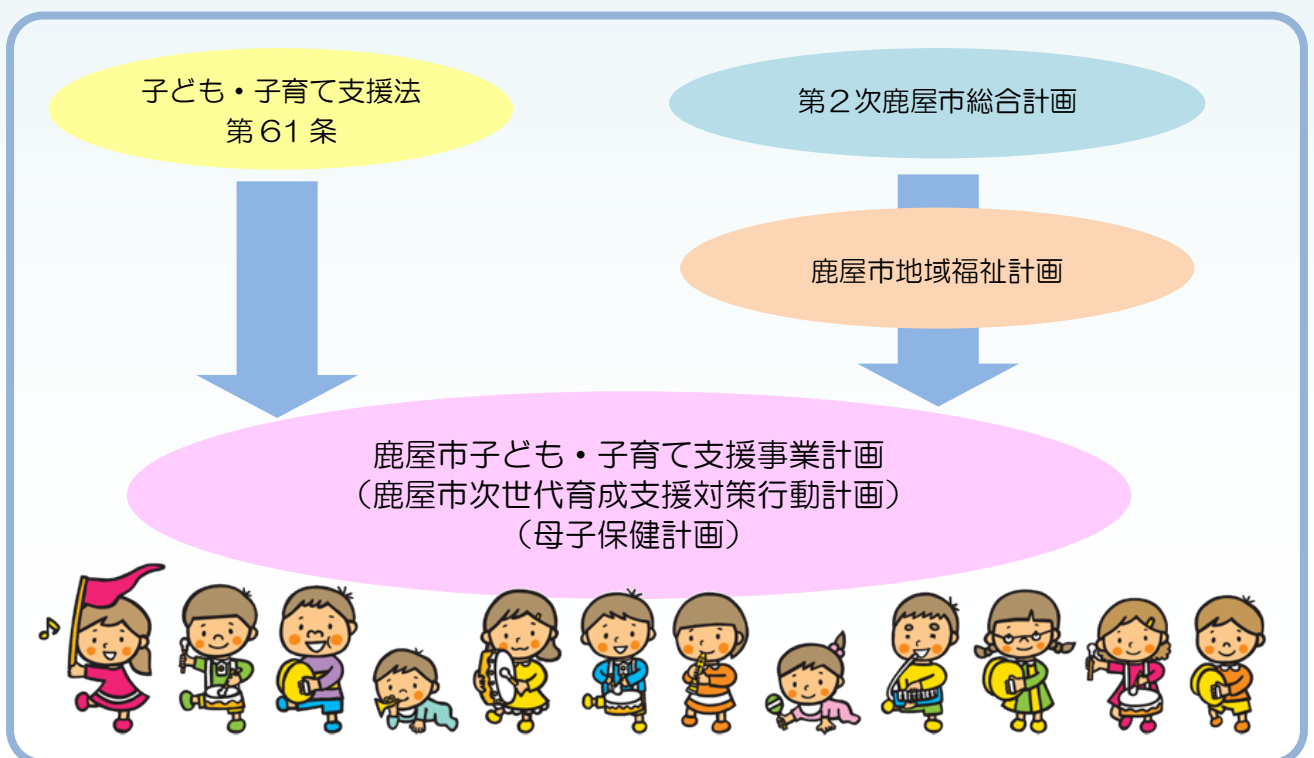 子ども・子育て支援法
第61条
第2次鹿屋市総合計画
鹿屋市地域福祉計画
鹿屋市子ども・子育て支援事業計画
（鹿屋市次世代育成支援対策行動計画）
（母子保健計画）